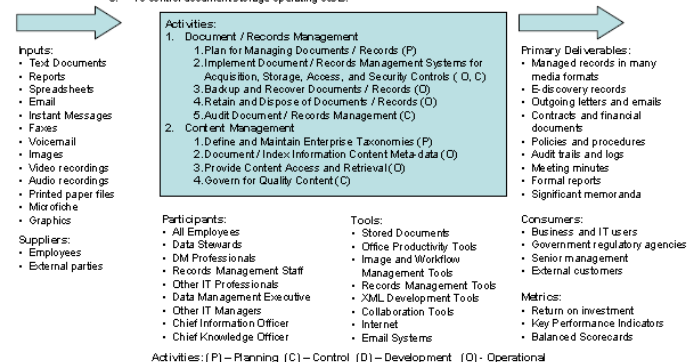 Activities:
1. Document / Records Management
1.Plan for Managing Documents / Records (P)
2.Implement Document / Records Management Systems for
Acquisition, Storage, Access, and Security Controls ( O, C)
3.Backup and Recover Documents / Records (O)
4.Retain and Dispose of Documents / Records (O)
5.Audit Document / Records Management (C)
2. Content Management
1.Define and Maintain Enterprise Taxonomies (P)
2.Document / Index Information Content Meta-data (O)
3.Provide Content Access and Retrieval (O)
4.Govern for Quality Content (C)
Inputs:
• Text Documents
• Reports
• Spreadsheets
• Email
• Instant Messages
• Faxes
• Voicemail
• Images
• Video recordings
• Audio recordings
• Printed paper files
• Microfiche
• Graphics
Suppliers:
• Employees
• External parties
Participants:
• All Employees
• Data Stewards
• DM Professionals
• Records Management Staff
• Other IT Professionals
• Data Management Executive
• Other IT Managers
• Chief Information Officer
• Chief Knowledge Officer
Tools:
• Stored Documents
• Office Productivity Tools
• Image and Workflow
Management Tools
• Records Management Tools
• XML Development Tools
• Collaboration Tools
• Internet
• Email Systems
Primary Deliverables:
• Managed records in many
media formats
• E-discovery records
• Outgoing letters and emails
• Contracts and financial
documents
• Policies and procedures
• Audit trails and logs
• Meeting minutes
• Formal reports
• Significant memoranda
Consumers:
• Business and IT users
• Government regulatory agencies
• Senior management
• External customers
Metrics:
• Return on investment
• Key Performance Indicators
• Balanced Scorecards
Activities: (P) – Planning (C) – Control (D) – Development (O) - Operational